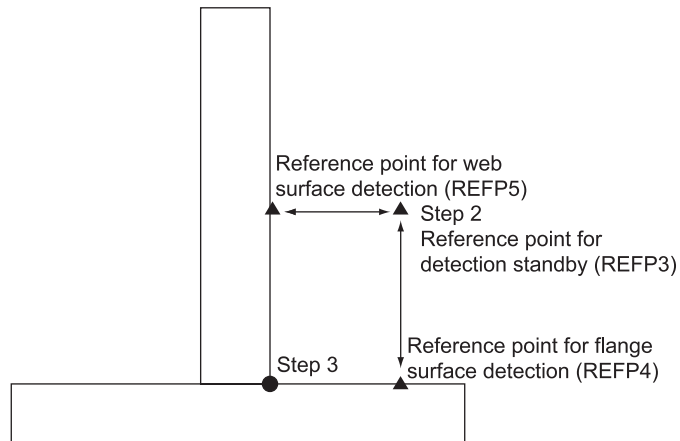 Reference point for web
surface detection (REFP5)
Step 2
Reference point for
detection standby (REFP3)
Reference point for flange
surface detection (REFP4)
Step 3